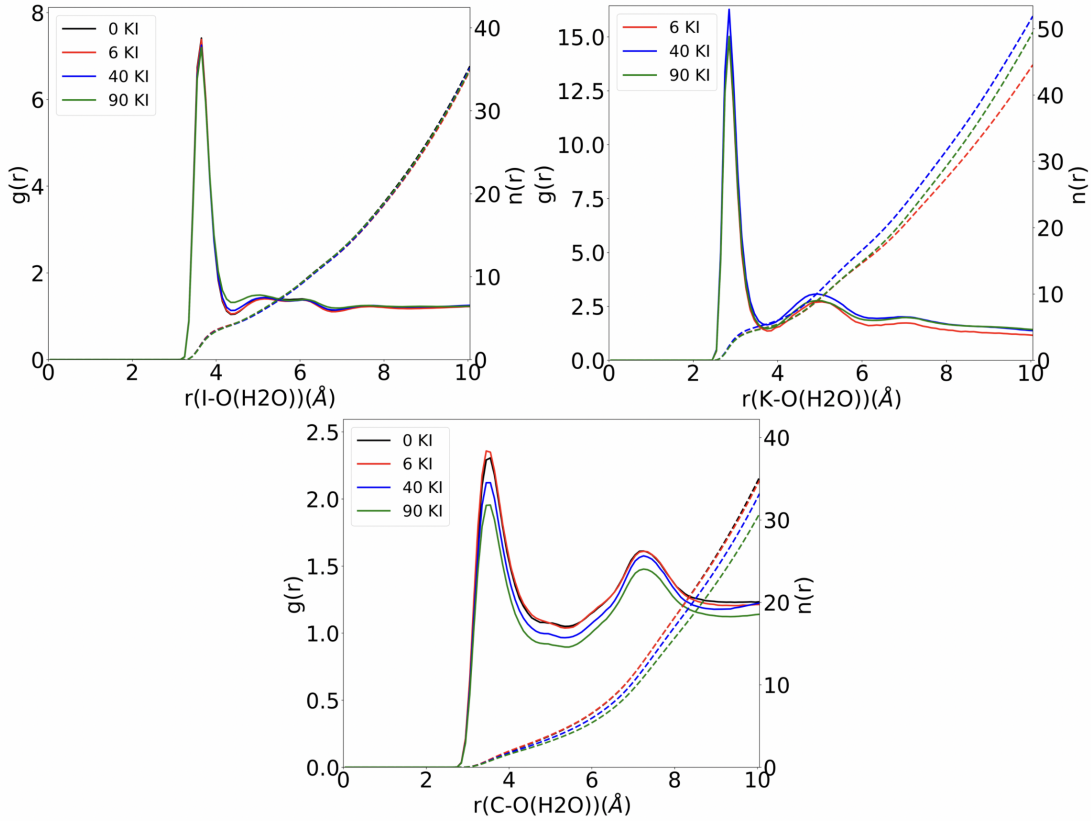 8
6
4
2
0
g(r)
0 KI
6 KI
40 KI
90 KI
40
30
20
10
0
n(r)
0 2 4 6 8 10
r(I-O(H2O))(Å)
15.0
12.5
10.0
7.5
5.0
2.5
0.0
g(r)
6 KI
40 KI
90 KI
50
40
30
20
10
0
n(r)
0 2 4 6 8 10
r(K-O(H2O))(Å)
2.5
2.0
1.5
1.0
0.5
0.0
g(r)
0 KI
6 KI
40 KI
90 KI
40
30
20
10
0
n(r)
0 2 4 6 8 10
r(C-O(H2O))(Å)